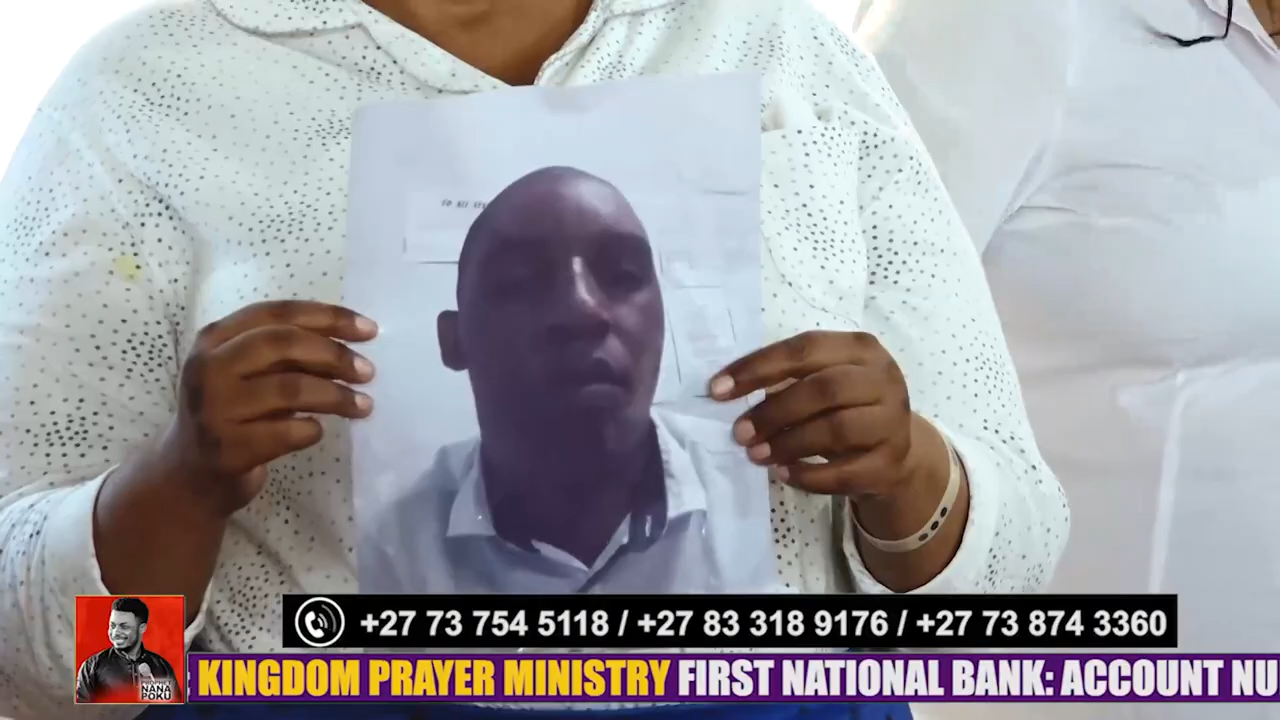 +27 73 754 5118 / +27 83 318 9176 / +27 73 874 3360
KINGDOM PRAYER MINISTRY FIRST NATIONAL BANK: ACCOUNT NU
NANA
POKU